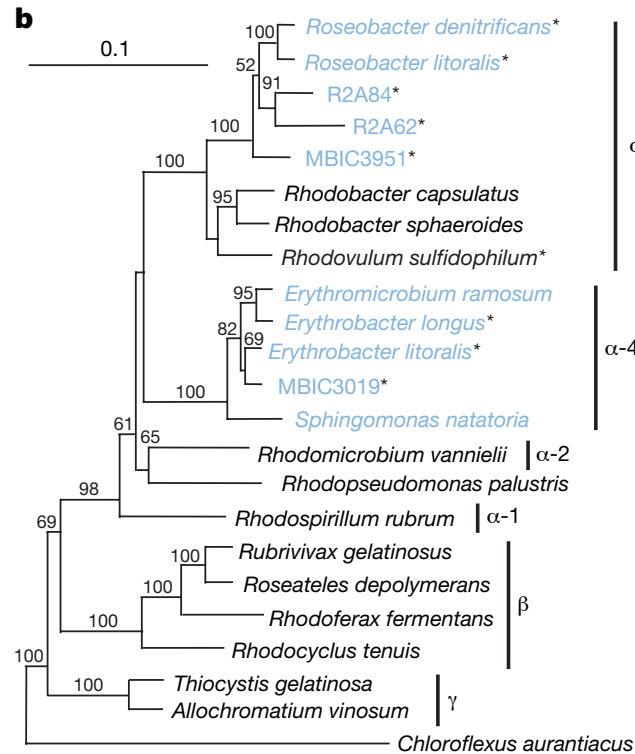 b
0.1
100
Roseobacter denitrificans*
52
Roseobacter litoralis*
91
R2A84*
R2A62*
100
MBIC3951*
α
100
95
Rhodobacter capsulatus
Rhodobacter sphaeroides
Rhodovulum sulfidophilum*
95
Erythromicrobium ramosum
Erythrobacter longus*
82
69
Erythrobacter litoralis*
α-4
MBIC3019*
100
Sphingomonas natatoria
61
65
Rhodomicrobium vannielii
α-2
Rhodopseudomonas palustris
98
Rhodospirillum rubrum
α-1
69
100
Rubrivivax gelatinosus
100
Roseateles depolymerans
β
Rhodoferax fermentans
100
Rhodocyclus tenuis
100
100
Thiocystis gelatinosa
γ
Allochromatium vinosum
Chloroflexus aurantiacus